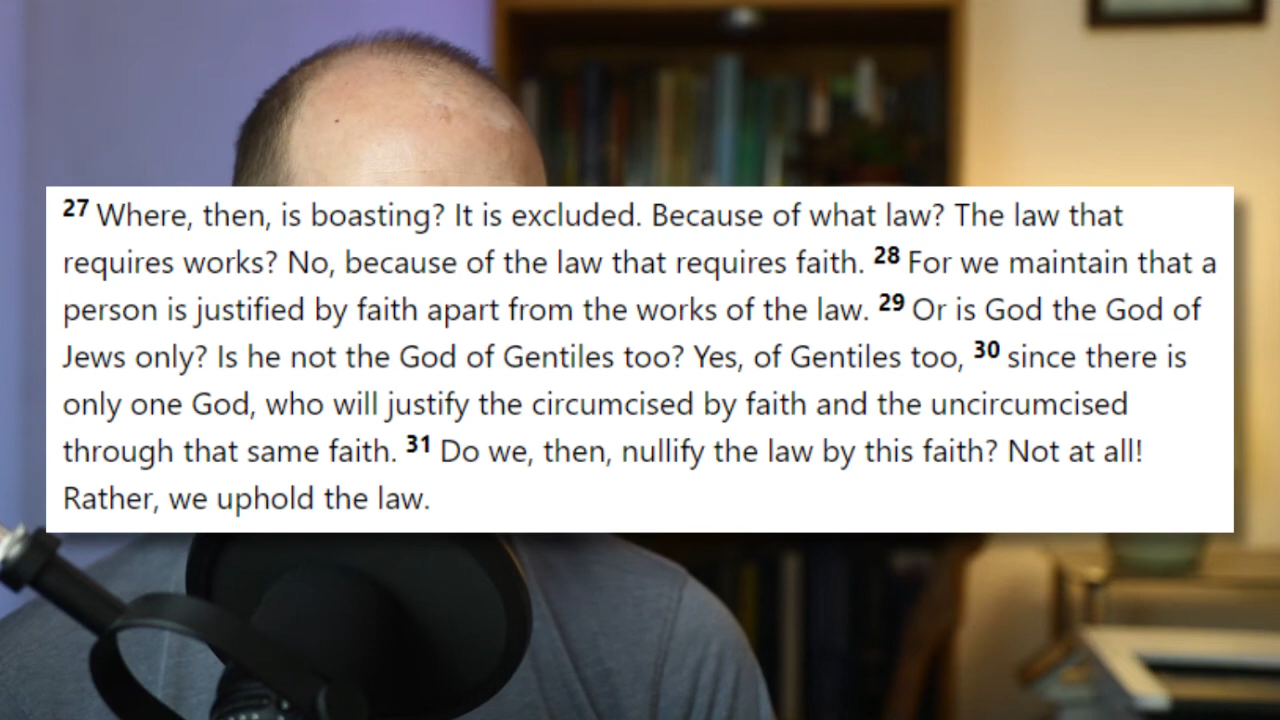 27 Where, then, is boasting? It is excluded. Because of what law? The law that
requires works? No, because of the law that requires faith. 28 For we maintain that a
person is justified by faith apart from the works of the law. 29 Or is God the God of
Jews only? Is he not the God of Gentiles too? Yes, of Gentiles too, 30 since there is
only one God, who will justify the circumcised by faith and the uncircumcised
through that same faith. 31 Do we, then, nullify the law by this faith? Not at all!
Rather, we uphold the law.